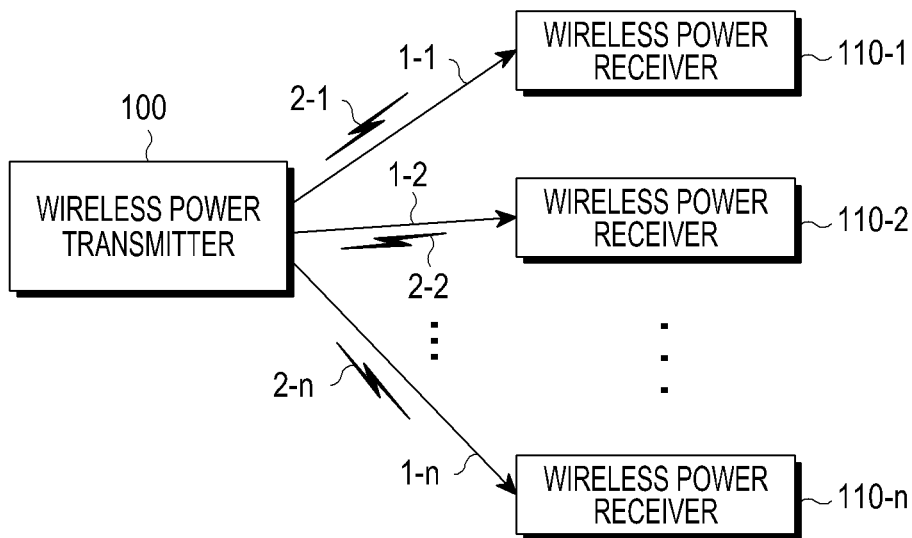 WIRELESS POWER
RECEIVER
110-1
1-1
2-1
100
WIRELESS POWER
TRANSMITTER
1-2
WIRELESS POWER
RECEIVER
110-2
2-2
2-n
1-n
WIRELESS POWER
RECEIVER
110-n